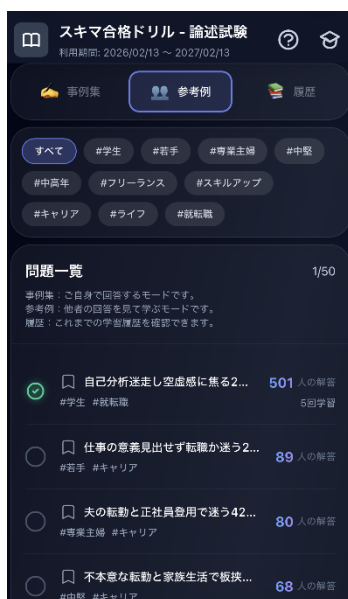 スキマ合格ドリル - 論述試験
利用期間: 2026/02/13 ～ 2027/02/13
事例集
参考例
履歴
すべて #学生 #若手 #専業主婦 #中堅
#中高年 #フリーランス #スキルアップ
#キャリア #ライフ #就転職
問題一覧 1/50
事例集：ご自身で回答するモードです。
参考例：他者の回答を見て学ぶモードです。
履歴：これまでの学習履歴を確認できます。
自己分析迷走し空虚感に焦る2... 501 人の解答
#学生 #就転職 5回学習
仕事の意義見出せず転職か迷う2... 89 人の解答
#若手 #キャリア
夫の転勤と正社員登用で迷う42... 80 人の解答
#専業主婦 #キャリア
不本意な転勤と家族生活で板挟... 68 人の解答
#中堅 #キャリア